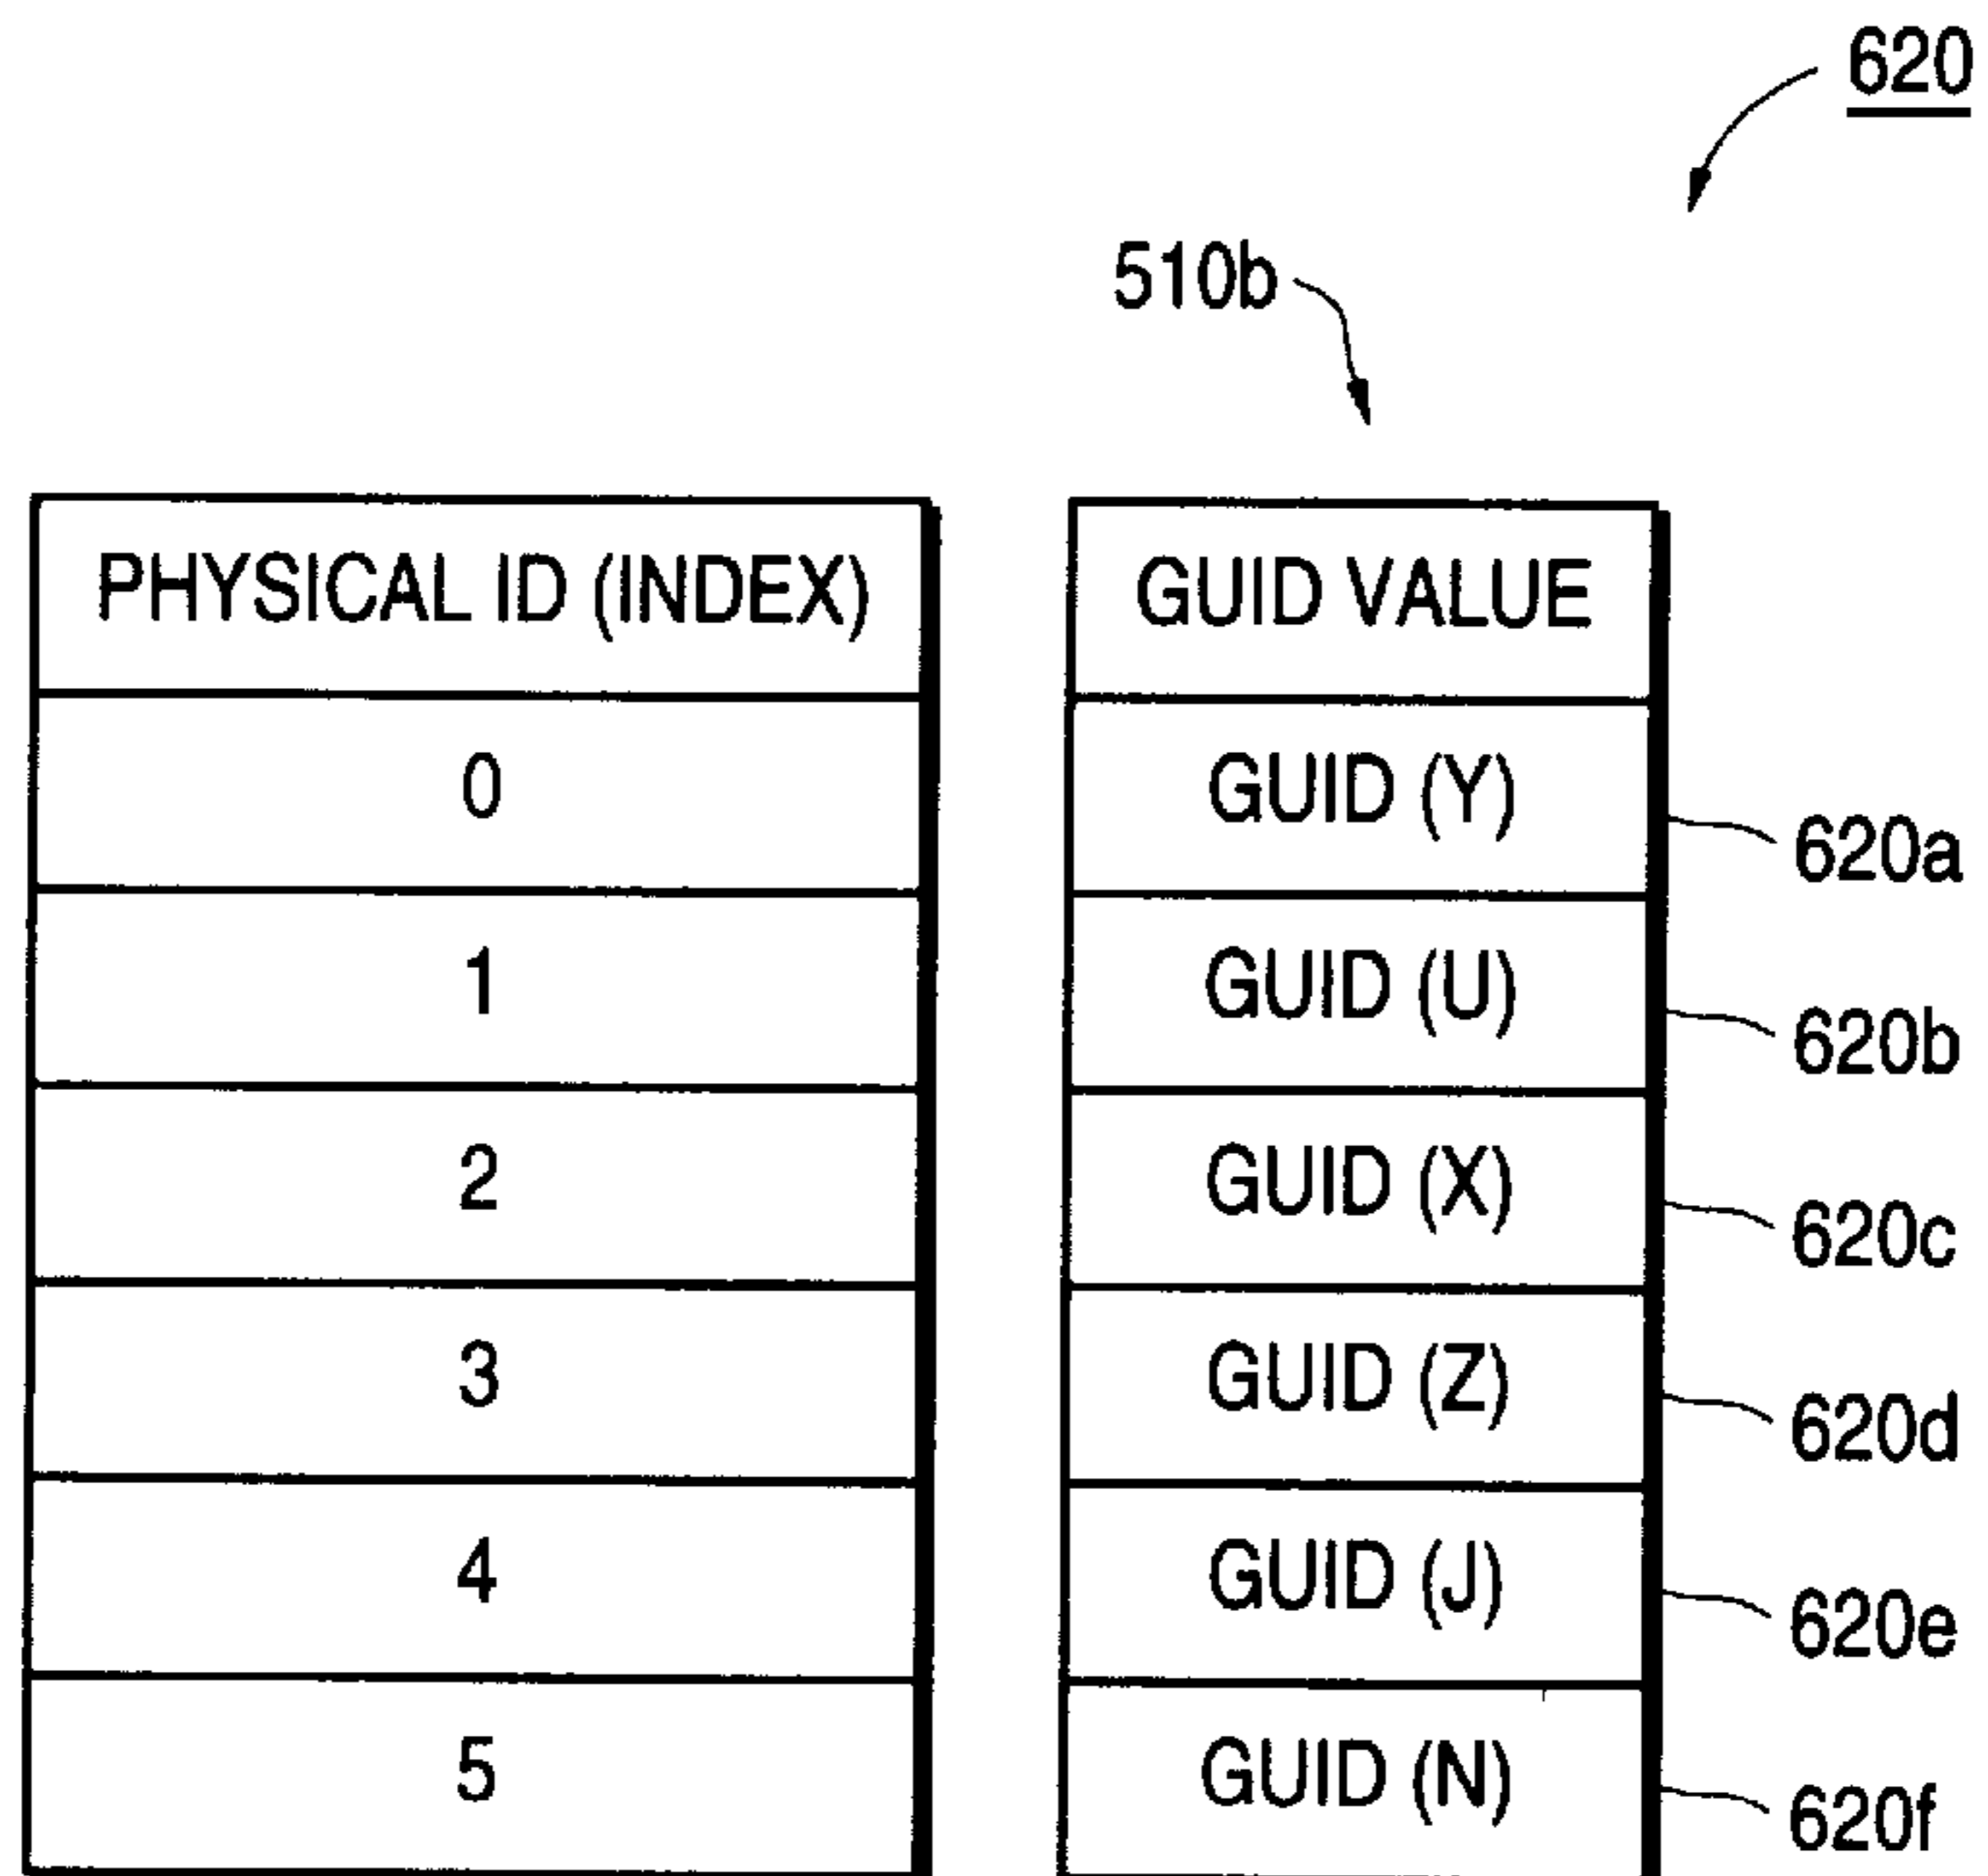 620
510b
PHYSICAL ID (INDEX) GUID VALUE
0 GUID (Y) 620a
1 GUID (U) 620b
2 GUID (X) 620c
3 GUID (Z) 620d
4 GUID (J) 620e
5 GUID (N) 620f